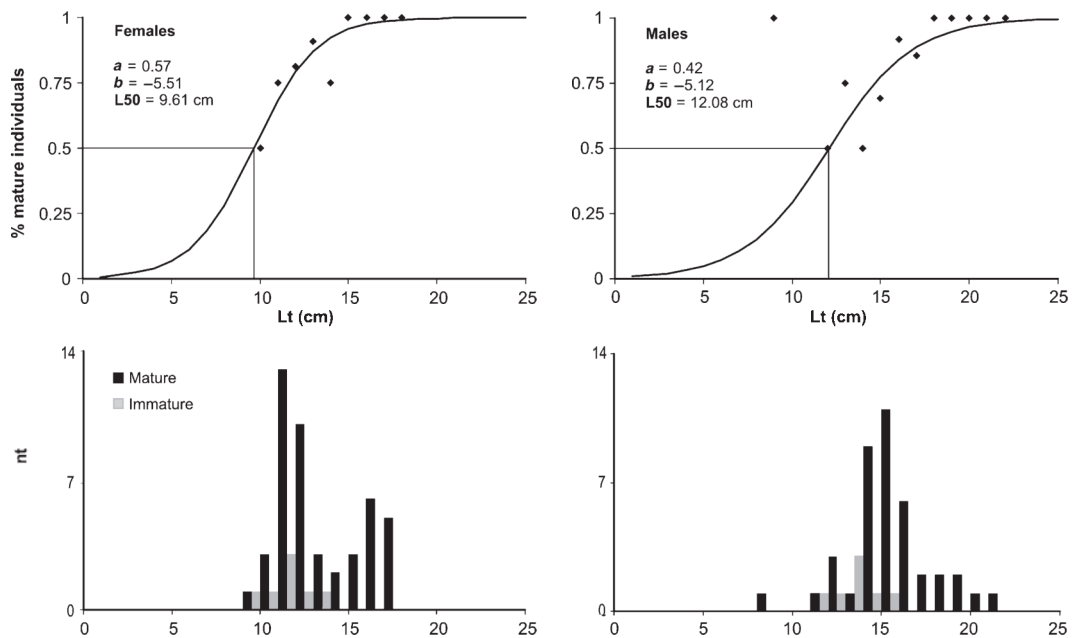 Females
a = 0.57
b = –5.51
L50 = 9.61 cm
% mature individuals
1
0.75
0.5
0.25
0
0 5 10 15 20 25
Lt (cm)
Males
a = 0.42
b = –5.12
L50 = 12.08 cm
1
0.75
0.5
0.25
0
0 5 10 15 20 25
Lt (cm)
Mature
Immature
nt
14
7
0
0 5 10 15 20 25
14
7
0
0 5 10 15 20 25